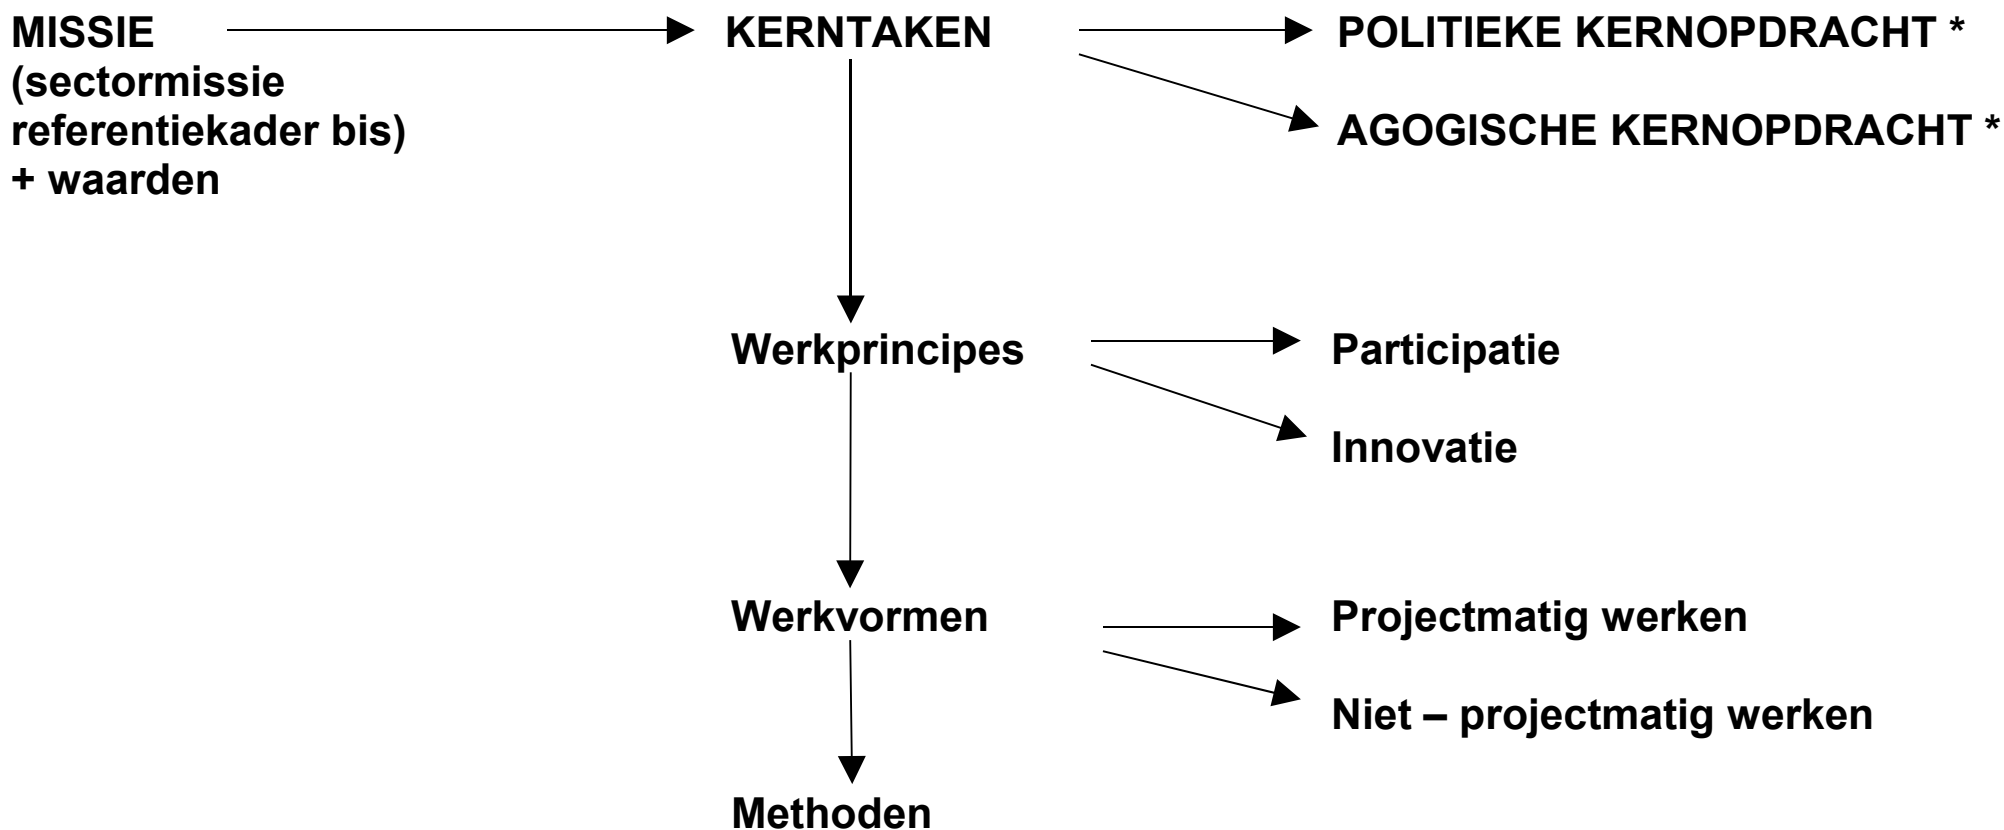 MISSIE
(sectormissie
referentiekader bis)
+ waarden
KERNTAKEN
POLITIEKE KERNOPDRACHT *
AGOGISCHE KERNOPDRACHT *
Werkprincipes
Participatie
Innovatie
Werkvormen
Projectmatig werken
Niet – projectmatig werken
Methoden